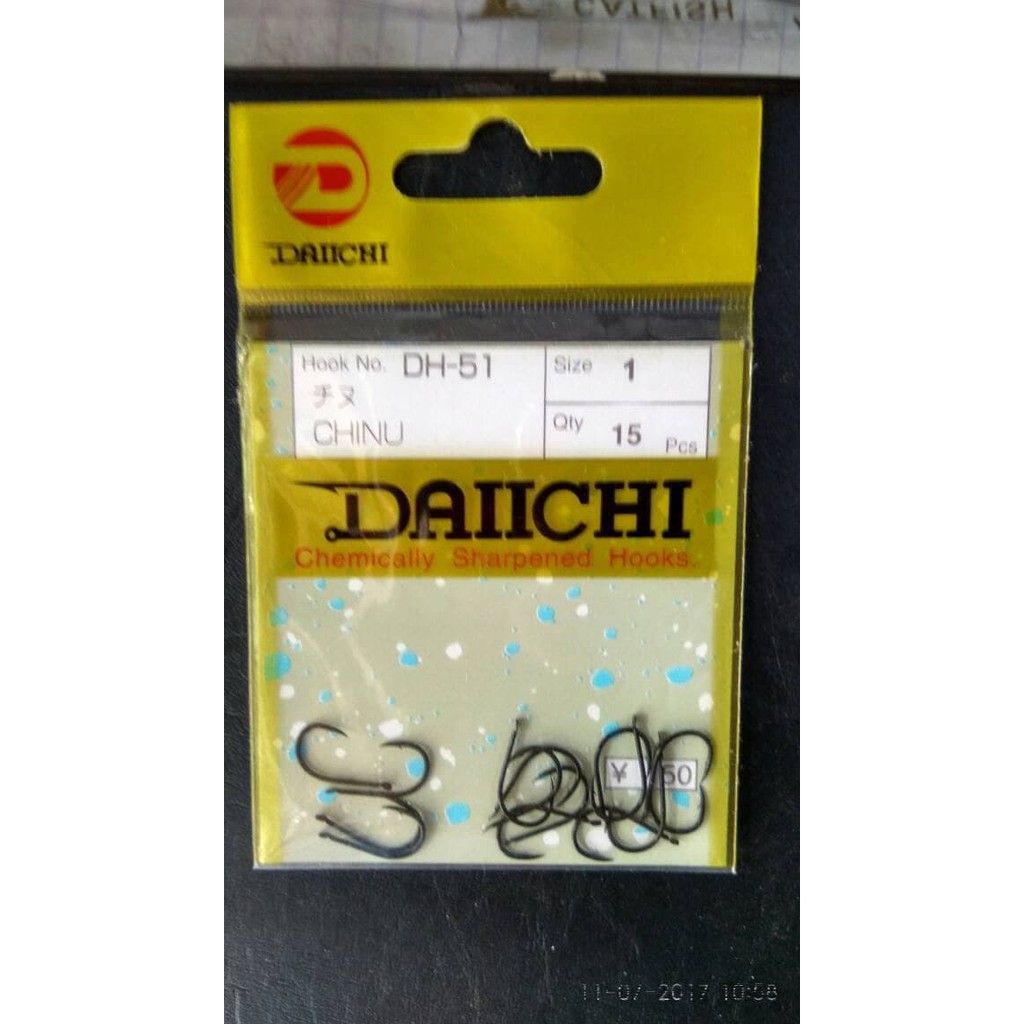 CATFISH
DAIICHI
Hook No. DH-51
チヌ
CHINU
Size 1
Qty 15 Pcs
DAIICHI
Chemically Sharpened Hooks.
¥ 50
11-07-2017 10:58